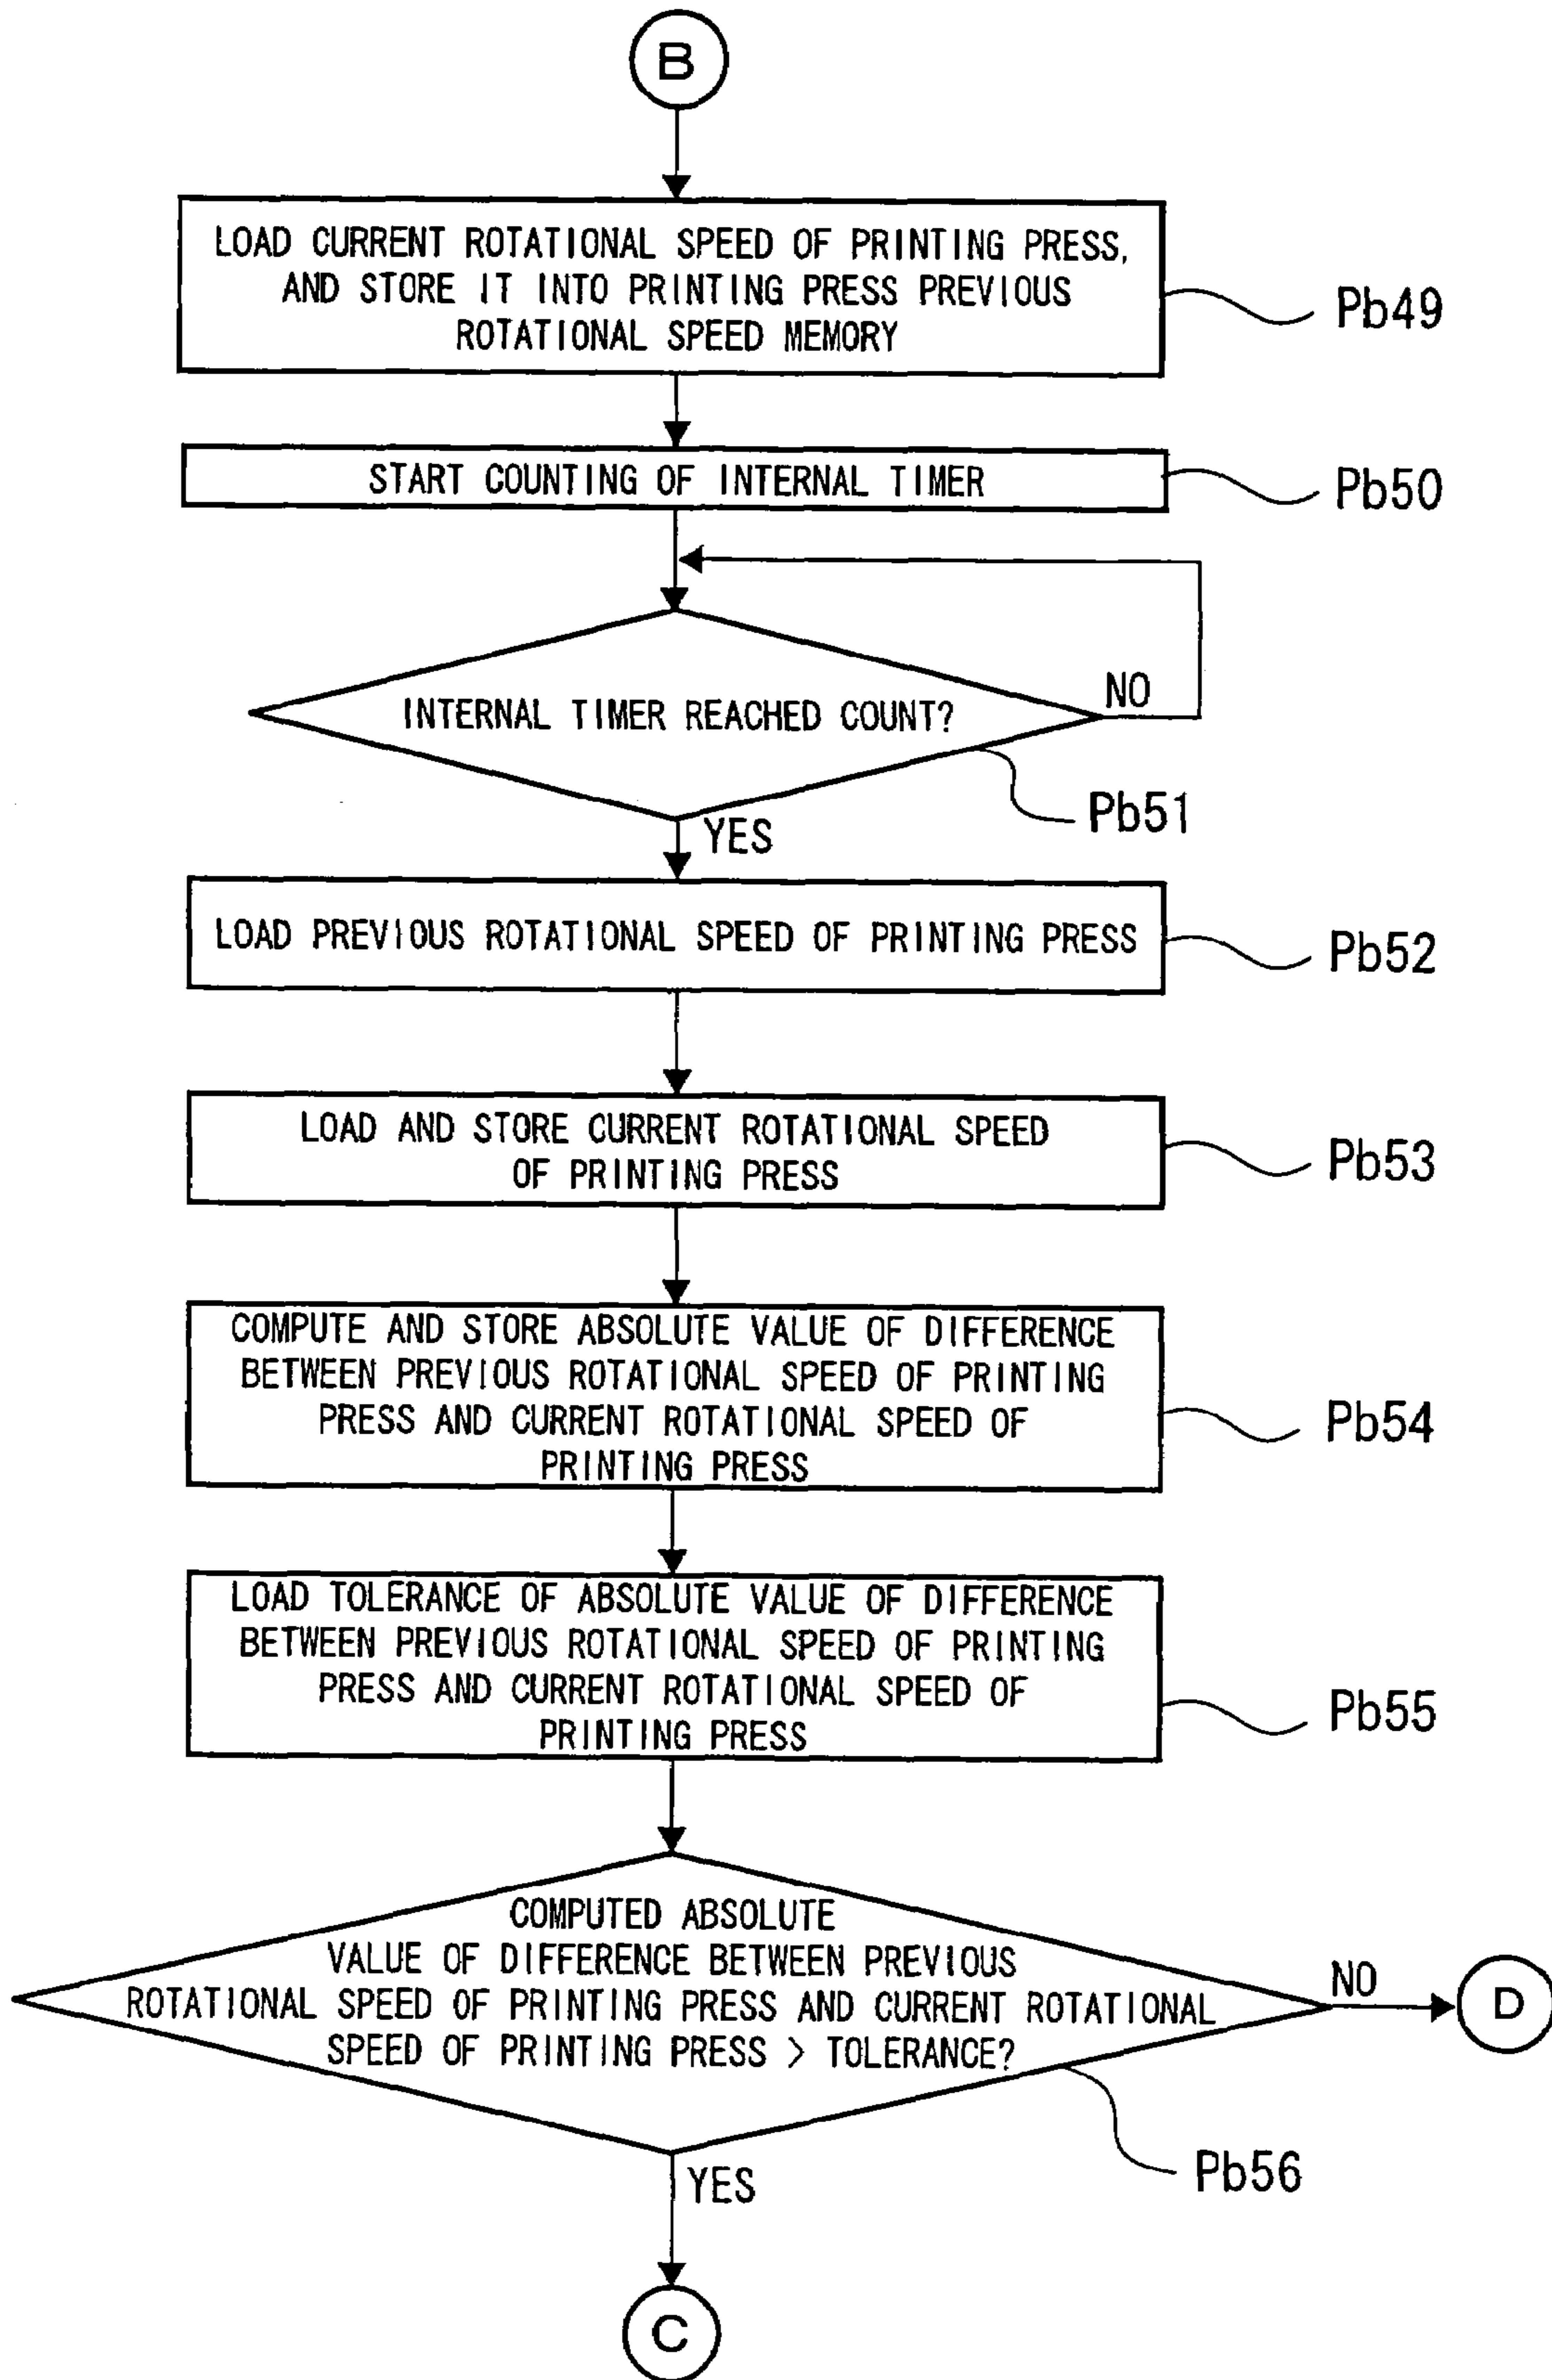 B
LOAD CURRENT ROTATIONAL SPEED OF PRINTING PRESS,
AND STORE IT INTO PRINTING PRESS PREVIOUS
ROTATIONAL SPEED MEMORY
Pb49
START COUNTING OF INTERNAL TIMER
Pb50
INTERNAL TIMER REACHED COUNT?
NO
Pb51
YES
LOAD PREVIOUS ROTATIONAL SPEED OF PRINTING PRESS
Pb52
LOAD AND STORE CURRENT ROTATIONAL SPEED
OF PRINTING PRESS
Pb53
COMPUTE AND STORE ABSOLUTE VALUE OF DIFFERENCE
BETWEEN PREVIOUS ROTATIONAL SPEED OF PRINTING
PRESS AND CURRENT ROTATIONAL SPEED OF
PRINTING PRESS
Pb54
LOAD TOLERANCE OF ABSOLUTE VALUE OF DIFFERENCE
BETWEEN PREVIOUS ROTATIONAL SPEED OF PRINTING
PRESS AND CURRENT ROTATIONAL SPEED OF
PRINTING PRESS
Pb55
COMPUTED ABSOLUTE
VALUE OF DIFFERENCE BETWEEN PREVIOUS
ROTATIONAL SPEED OF PRINTING PRESS AND CURRENT ROTATIONAL
SPEED OF PRINTING PRESS > TOLERANCE?
NO
D
Pb56
YES
C